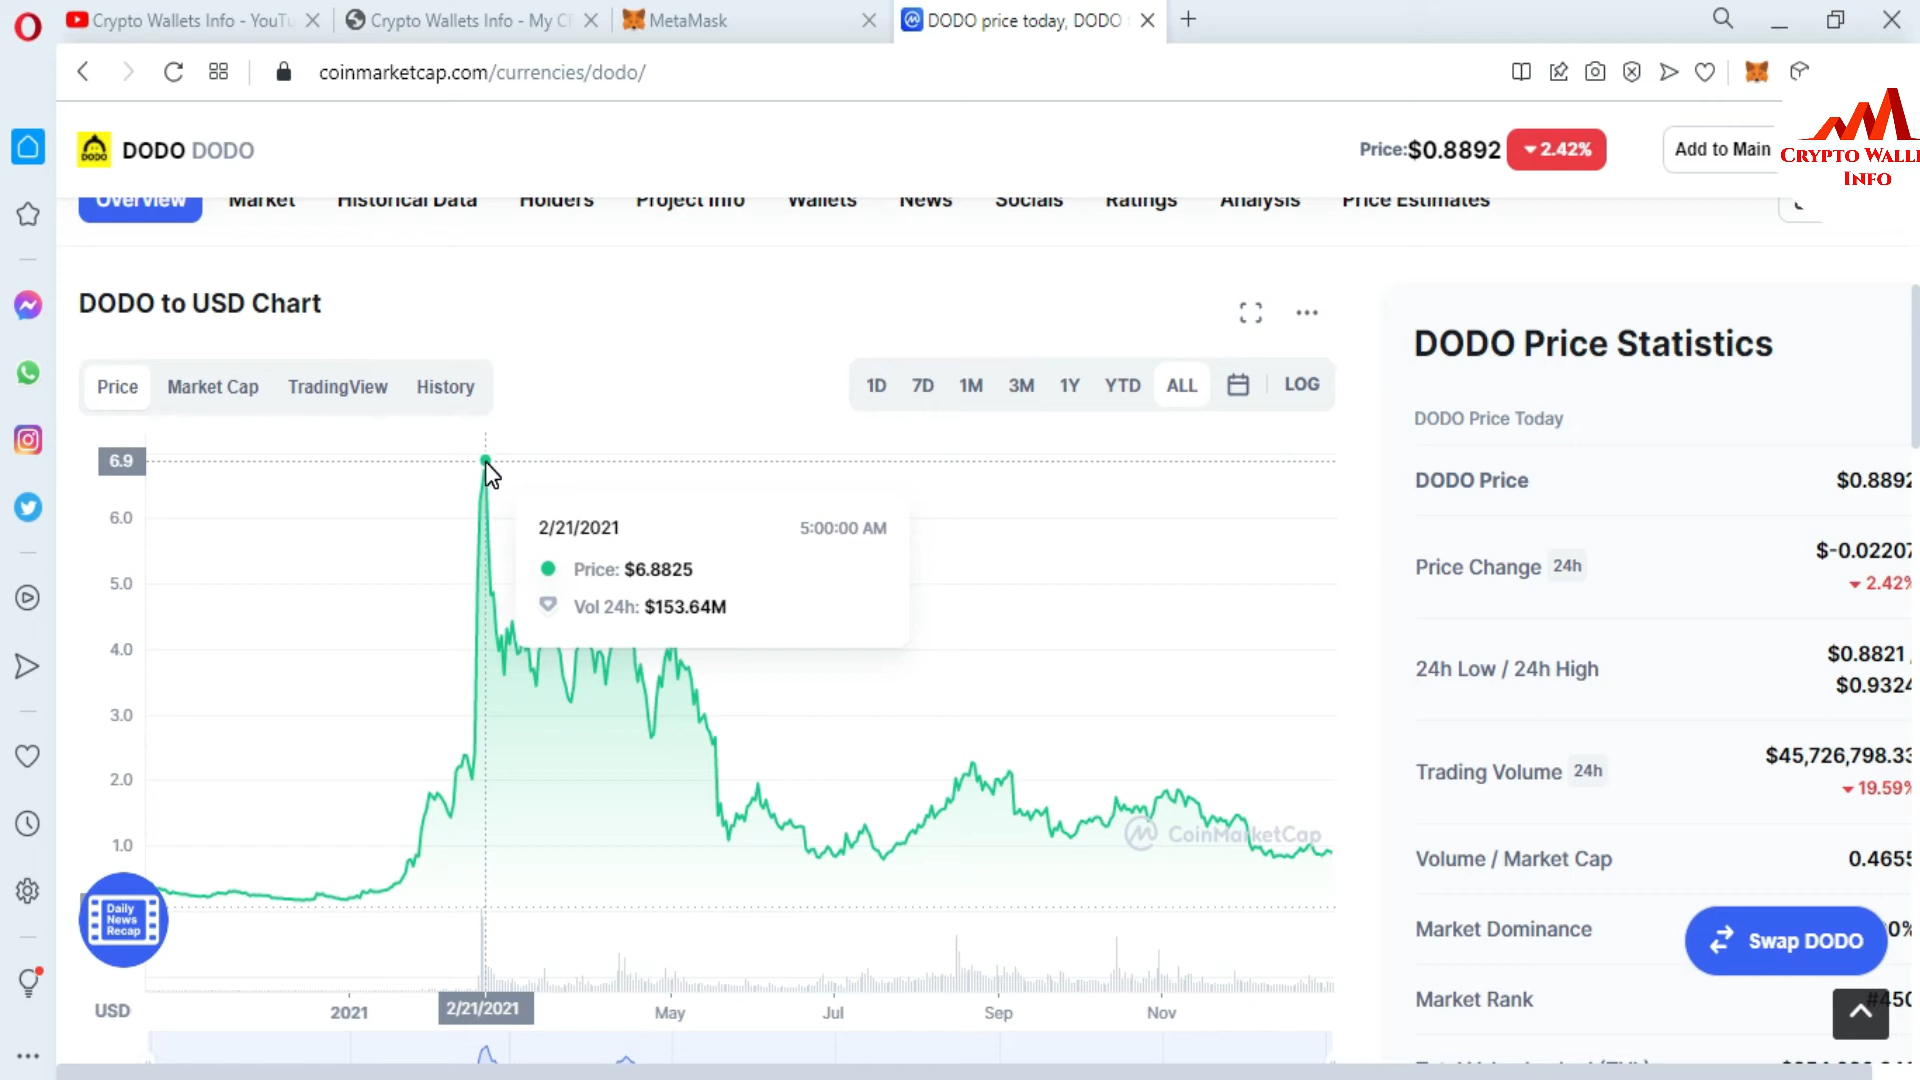 Crypto Wallets Info - YouTu
Crypto Wallets Info - My Cl
MetaMask
DODO price today, DODO
coinmarketcap.com/currencies/dodo/
DODO DODO
Price:$0.8892
2.42%
Add to Main
CRYPTO WALL
INFO
Overview
Market
Historical Data
Holders
Project Info
Wallets
News
Socials
Ratings
Analysis
Price Estimates
DODO to USD Chart
Price
Market Cap
TradingView
History
1D
7D
1M
3M
1Y
YTD
ALL
LOG
6.9
6.0
5.0
4.0
3.0
2.0
1.0
2/21/2021
5:00:00 AM
Price: $6.8825
Vol 24h: $153.64M
CoinMarketCap
Daily
News
Recap
USD
2021
2/21/2021
May
Jul
Sep
Nov
DODO Price Statistics
DODO Price Today
DODO Price
$0.8892
Price Change 24h
$-0.02207
2.42%
24h Low / 24h High
$0.8821
$0.9324
Trading Volume 24h
$45,726,798.33
19.59%
Volume / Market Cap
0.4655
Market Dominance
0%
Swap DODO
Market Rank
#450